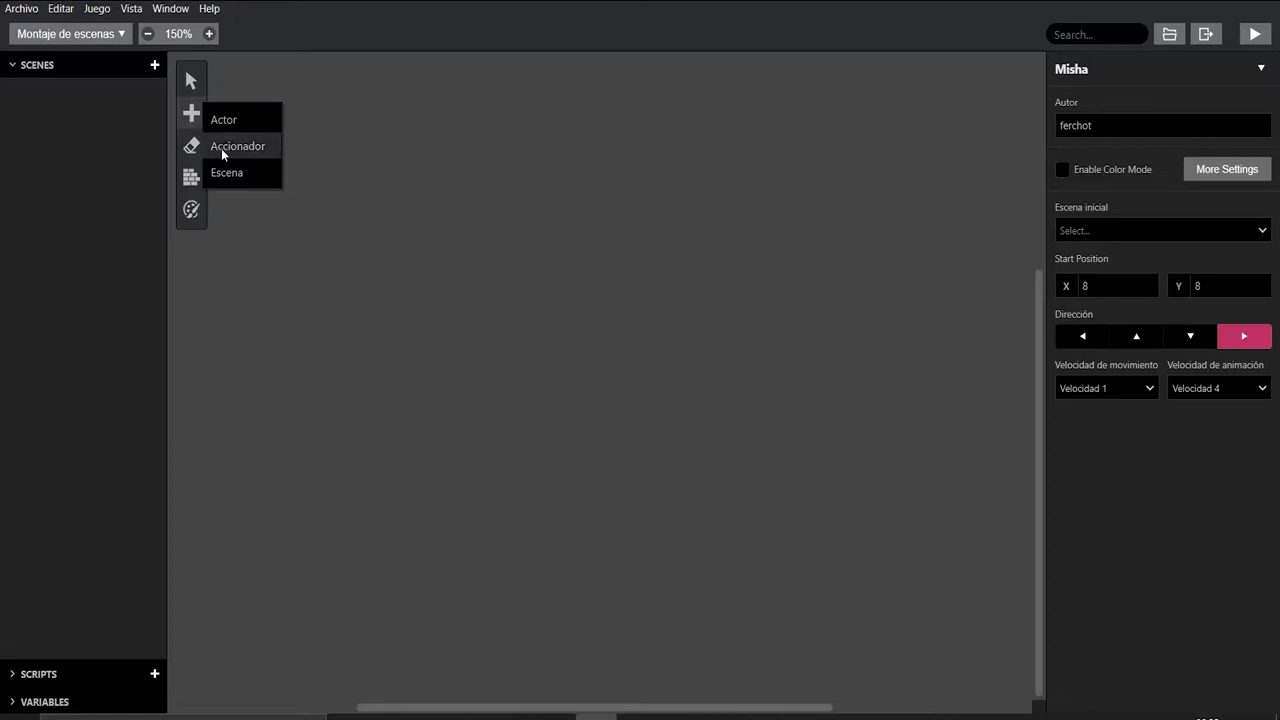 Archivo Editar Juego Vista Window Help
Montaje de escenas 150% Search...
SCENES
Actor
Accionador
Escena
SCRIPTS
VARIABLES
Misha
Autor
ferchot
Enable Color Mode More Settings
Escena inicial
Select...
Start Position
X 8 Y 8
Dirección
Velocidad de movimiento Velocidad de animación
Velocidad 1 Velocidad 4